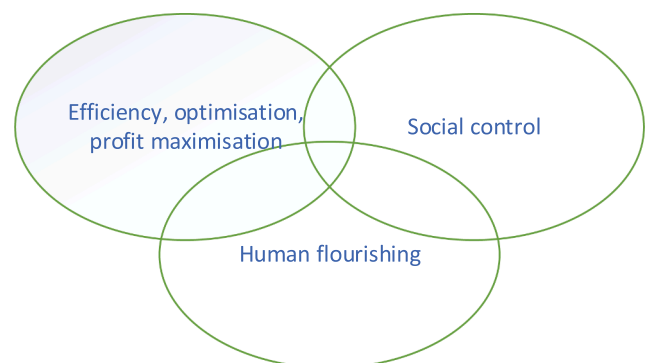 Efficiency, optimisation,
profit maximisation
Social control
Human flourishing